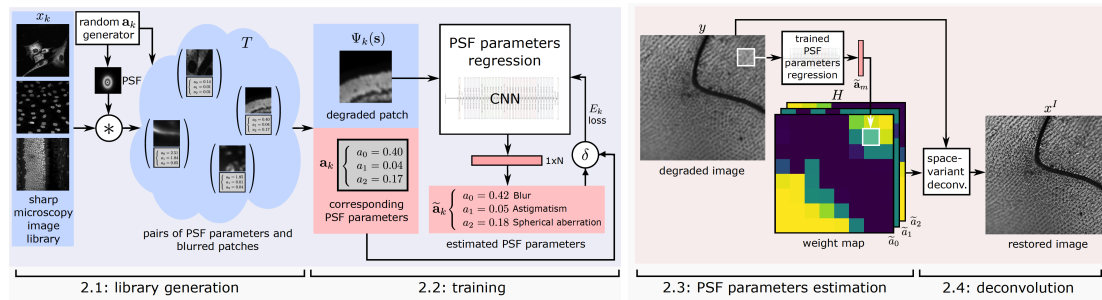 x_k
random a_k
generator
PSF
sharp
microscopy
image
library
T
pairs of PSF parameters and
blurred patches
Ψ_k(s)
degraded patch
a_k { a_0 = 0.40
a_1 = 0.04
a_2 = 0.17
corresponding
PSF parameters
PSF parameters
regression
CNN
E_k
loss
1xN
δ
ã_k { a_0 = 0.42 Blur
a_1 = 0.05 Astigmatism
a_2 = 0.18 Spherical aberration
estimated PSF parameters
y
degraded image
trained
PSF
parameters
regression
ã_m
H
weight map
ã_0
ã_1
ã_2
space-
variant
deconv.
x^I
restored image
2.1: library generation
2.2: training
2.3: PSF parameters estimation
2.4: deconvolution